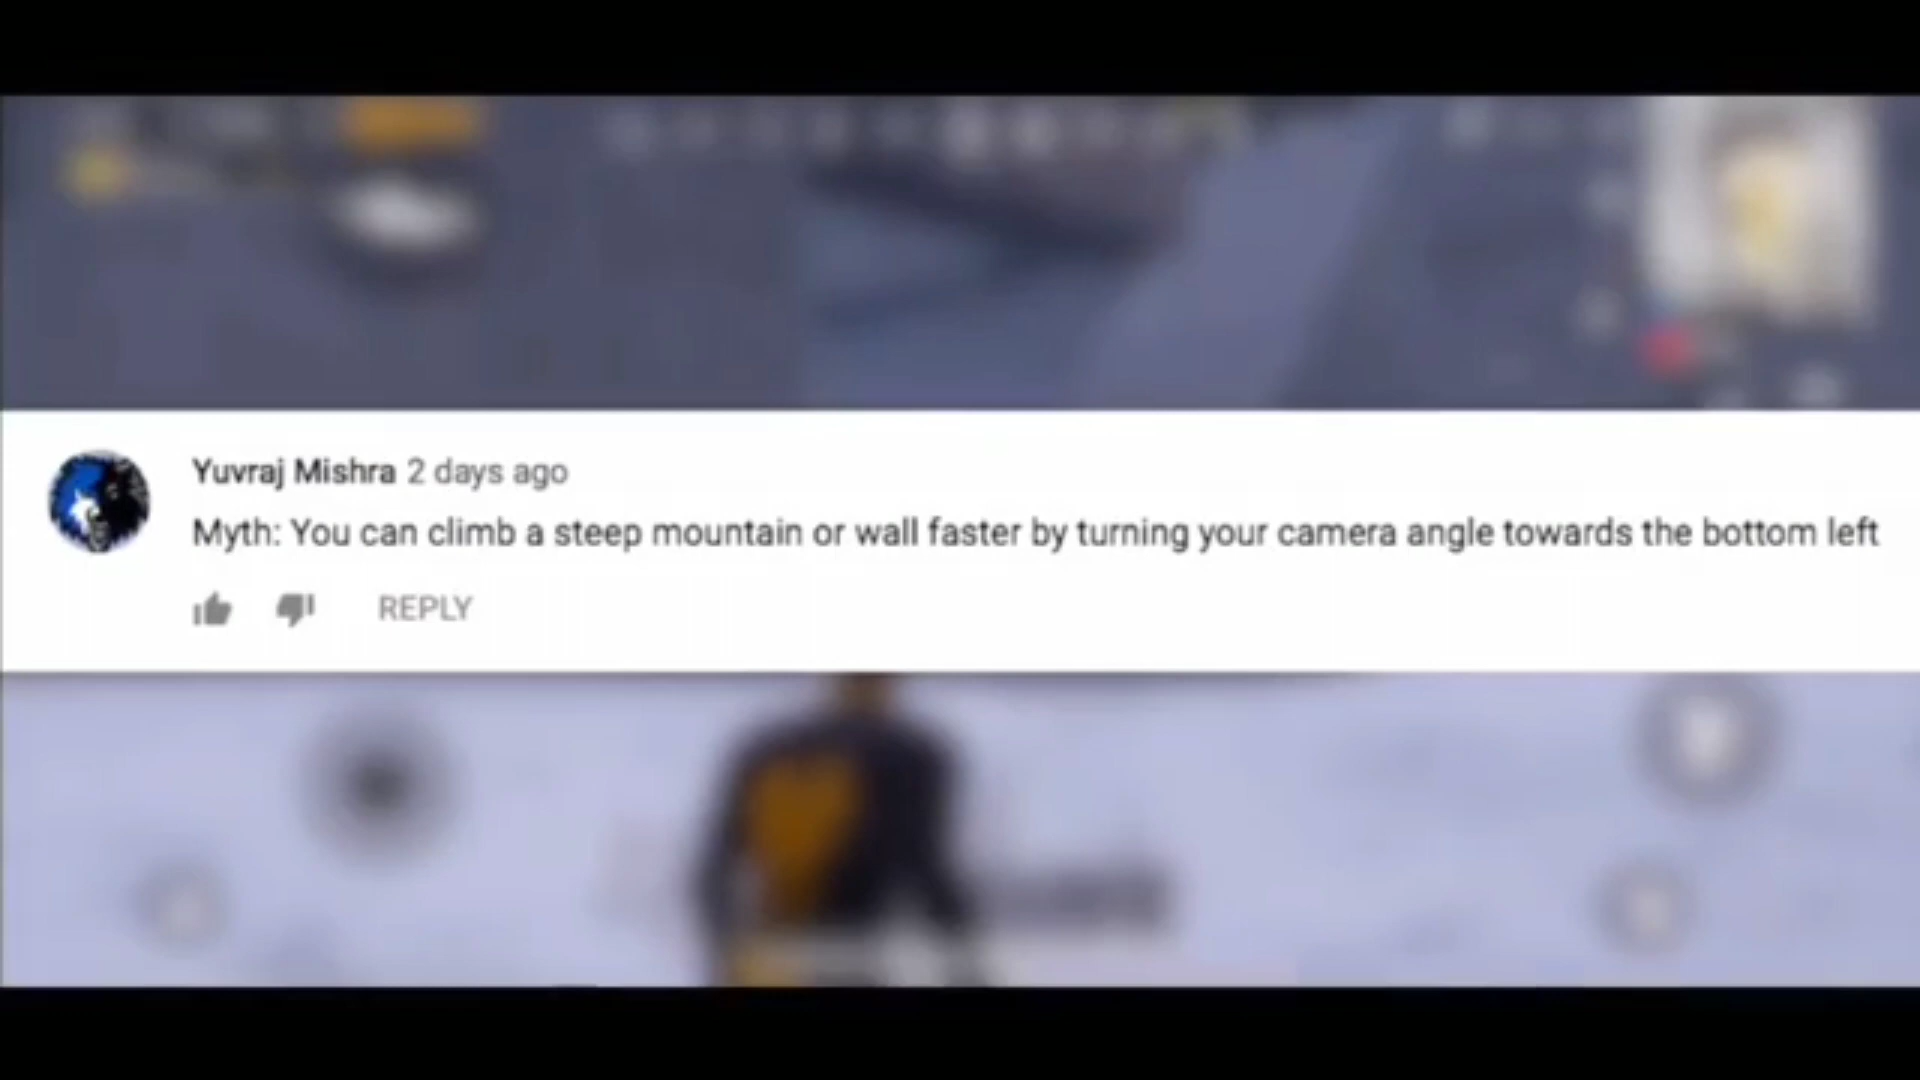 Yuvraj Mishra 2 days ago
Myth: You can climb a steep mountain or wall faster by turning your camera angle towards the bottom left
REPLY